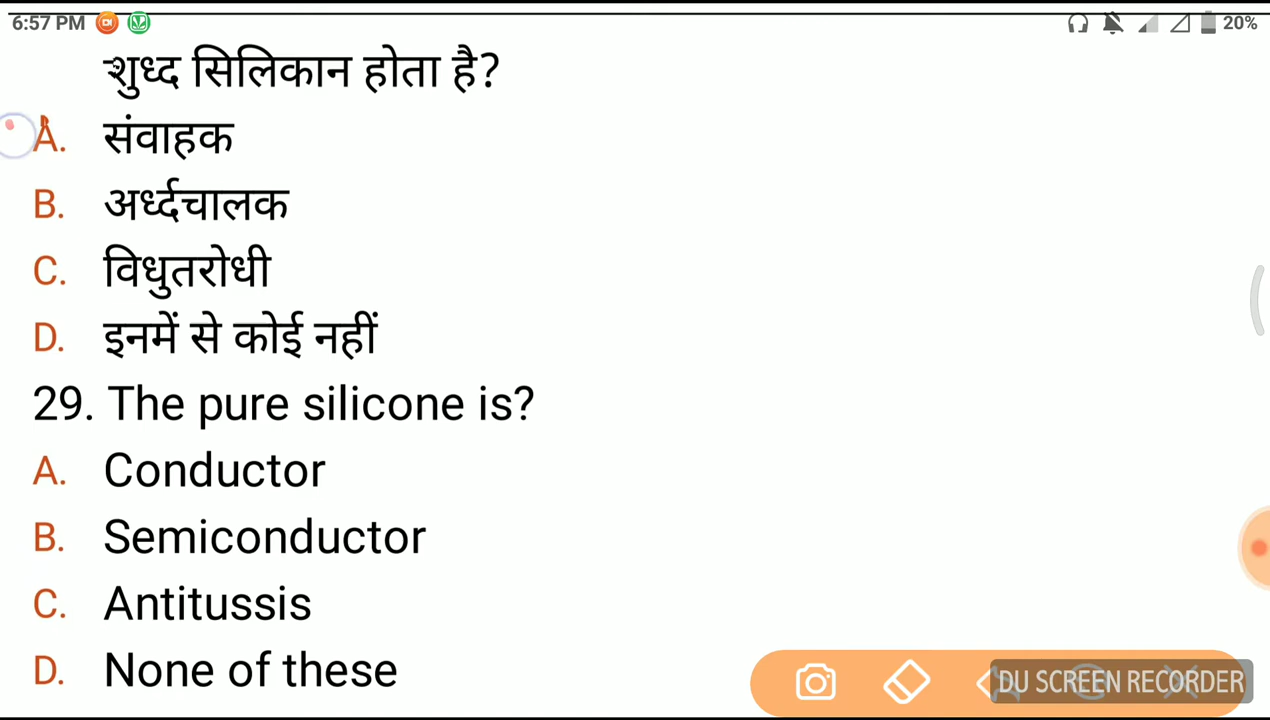 6:57 PM 20%
शुध्द सिलिकान होता है?
A. संवाहक
B. अर्ध्दचालक
C. विधुतरोधी
D. इनमें से कोई नहीं
29. The pure silicone is?
A. Conductor
B. Semiconductor
C. Antitussis
D. None of these
DU SCREEN RECORDER